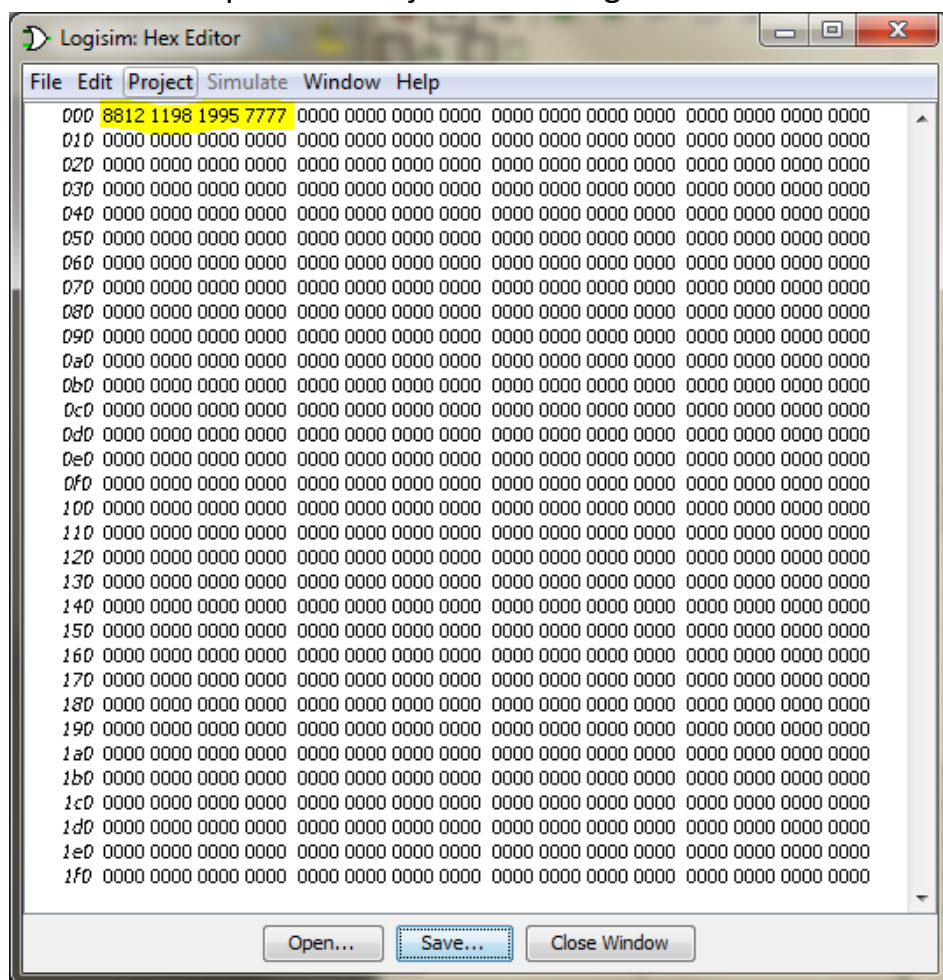 Logisim: Hex Editor
File Edit Project Simulate Window Help
000 8812 1198 1995 7777 0000 0000 0000 0000 0000 0000 0000 0000 0000 0000 0000 0000
010 0000 0000 0000 0000 0000 0000 0000 0000 0000 0000 0000 0000 0000 0000 0000 0000
020 0000 0000 0000 0000 0000 0000 0000 0000 0000 0000 0000 0000 0000 0000 0000 0000
030 0000 0000 0000 0000 0000 0000 0000 0000 0000 0000 0000 0000 0000 0000 0000 0000
040 0000 0000 0000 0000 0000 0000 0000 0000 0000 0000 0000 0000 0000 0000 0000 0000
050 0000 0000 0000 0000 0000 0000 0000 0000 0000 0000 0000 0000 0000 0000 0000 0000
060 0000 0000 0000 0000 0000 0000 0000 0000 0000 0000 0000 0000 0000 0000 0000 0000
070 0000 0000 0000 0000 0000 0000 0000 0000 0000 0000 0000 0000 0000 0000 0000 0000
080 0000 0000 0000 0000 0000 0000 0000 0000 0000 0000 0000 0000 0000 0000 0000 0000
090 0000 0000 0000 0000 0000 0000 0000 0000 0000 0000 0000 0000 0000 0000 0000 0000
0a0 0000 0000 0000 0000 0000 0000 0000 0000 0000 0000 0000 0000 0000 0000 0000 0000
0b0 0000 0000 0000 0000 0000 0000 0000 0000 0000 0000 0000 0000 0000 0000 0000 0000
0c0 0000 0000 0000 0000 0000 0000 0000 0000 0000 0000 0000 0000 0000 0000 0000 0000
0d0 0000 0000 0000 0000 0000 0000 0000 0000 0000 0000 0000 0000 0000 0000 0000 0000
0e0 0000 0000 0000 0000 0000 0000 0000 0000 0000 0000 0000 0000 0000 0000 0000 0000
0f0 0000 0000 0000 0000 0000 0000 0000 0000 0000 0000 0000 0000 0000 0000 0000 0000
100 0000 0000 0000 0000 0000 0000 0000 0000 0000 0000 0000 0000 0000 0000 0000 0000
110 0000 0000 0000 0000 0000 0000 0000 0000 0000 0000 0000 0000 0000 0000 0000 0000
120 0000 0000 0000 0000 0000 0000 0000 0000 0000 0000 0000 0000 0000 0000 0000 0000
130 0000 0000 0000 0000 0000 0000 0000 0000 0000 0000 0000 0000 0000 0000 0000 0000
140 0000 0000 0000 0000 0000 0000 0000 0000 0000 0000 0000 0000 0000 0000 0000 0000
150 0000 0000 0000 0000 0000 0000 0000 0000 0000 0000 0000 0000 0000 0000 0000 0000
160 0000 0000 0000 0000 0000 0000 0000 0000 0000 0000 0000 0000 0000 0000 0000 0000
170 0000 0000 0000 0000 0000 0000 0000 0000 0000 0000 0000 0000 0000 0000 0000 0000
180 0000 0000 0000 0000 0000 0000 0000 0000 0000 0000 0000 0000 0000 0000 0000 0000
190 0000 0000 0000 0000 0000 0000 0000 0000 0000 0000 0000 0000 0000 0000 0000 0000
1a0 0000 0000 0000 0000 0000 0000 0000 0000 0000 0000 0000 0000 0000 0000 0000 0000
1b0 0000 0000 0000 0000 0000 0000 0000 0000 0000 0000 0000 0000 0000 0000 0000 0000
1c0 0000 0000 0000 0000 0000 0000 0000 0000 0000 0000 0000 0000 0000 0000 0000 0000
1d0 0000 0000 0000 0000 0000 0000 0000 0000 0000 0000 0000 0000 0000 0000 0000 0000
1e0 0000 0000 0000 0000 0000 0000 0000 0000 0000 0000 0000 0000 0000 0000 0000 0000
1f0 0000 0000 0000 0000 0000 0000 0000 0000 0000 0000 0000 0000 0000 0000 0000 0000
Open... Save... Close Window